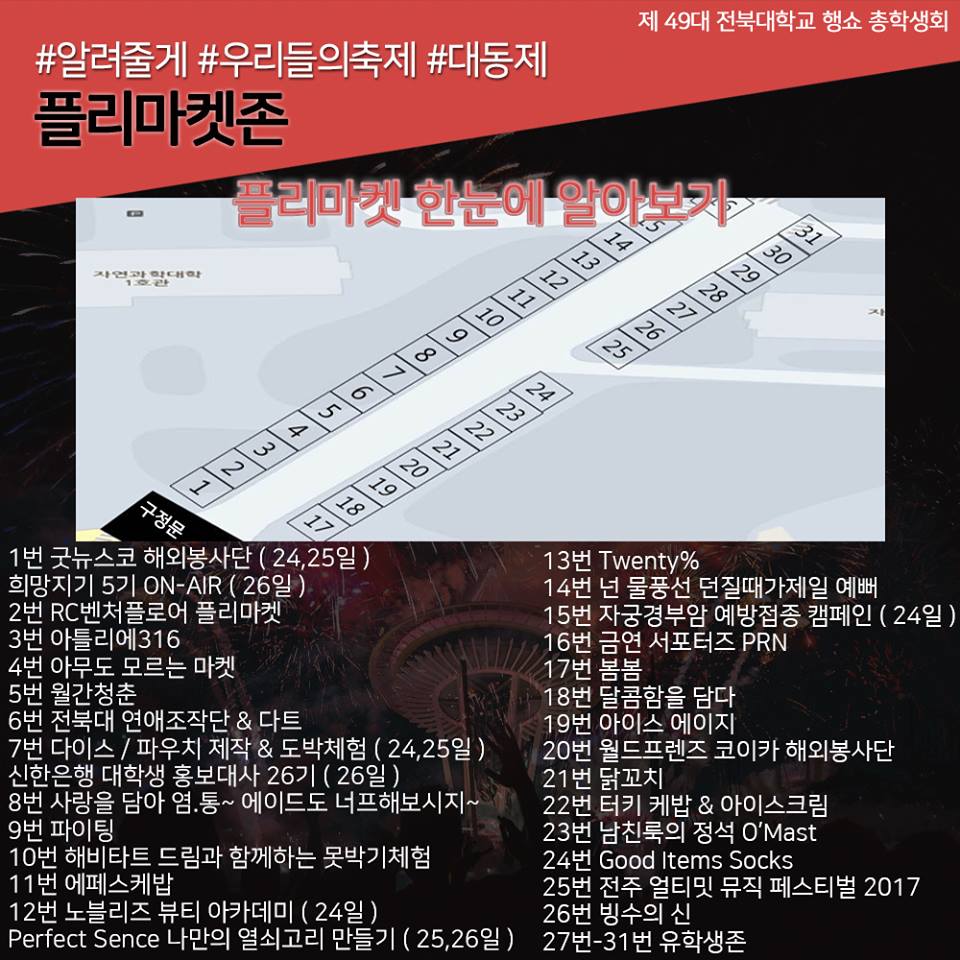 제 49대 전북대학교 행쇼 총학생회
#알려줄게 #우리들의축제 #대동제
플리마켓존
플리마켓 한눈에 알아보기
P
자연과학대학
1호관
자
1
2
3
4
5
6
7
8
9
10
11
12
13
14
15
16
17
18
19
20
21
22
23
24
25
26
27
28
29
30
31
구정문
1번 굿뉴스코 해외봉사단 ( 24,25일 )
희망지기 5기 ON-AIR ( 26일 )
2번 RC벤처플로어 플리마켓
3번 아틀리에316
4번 아무도 모르는 마켓
5번 월간청춘
6번 전북대 연애조작단 & 다트
7번 다이스 / 파우치 제작 & 도박체험 ( 24,25일 )
신한은행 대학생 홍보대사 26기 ( 26일 )
8번 사랑을 담아 염.통~ 에이드도 너프해보시지~
9번 파이팅
10번 해비타트 드림과 함께하는 못박기체험
11번 에페스케밥
12번 노블리즈 뷰티 아카데미 ( 24일 )
Perfect Sence 나만의 열쇠고리 만들기 ( 25,26일 )
13번 Twenty%
14번 넌 물풍선 던질때가제일 예뻐
15번 자궁경부암 예방접종 캠페인 ( 24일 )
16번 금연 서포터즈 PRN
17번 봄봄
18번 달콤함을 담다
19번 아이스 에이지
20번 월드프렌즈 코이카 해외봉사단
21번 닭꼬치
22번 터키 케밥 & 아이스크림
23번 남친룩의 정석 O'Mast
24번 Good Items Socks
25번 전주 얼티밋 뮤직 페스티벌 2017
26번 빙수의 신
27번-31번 유학생존